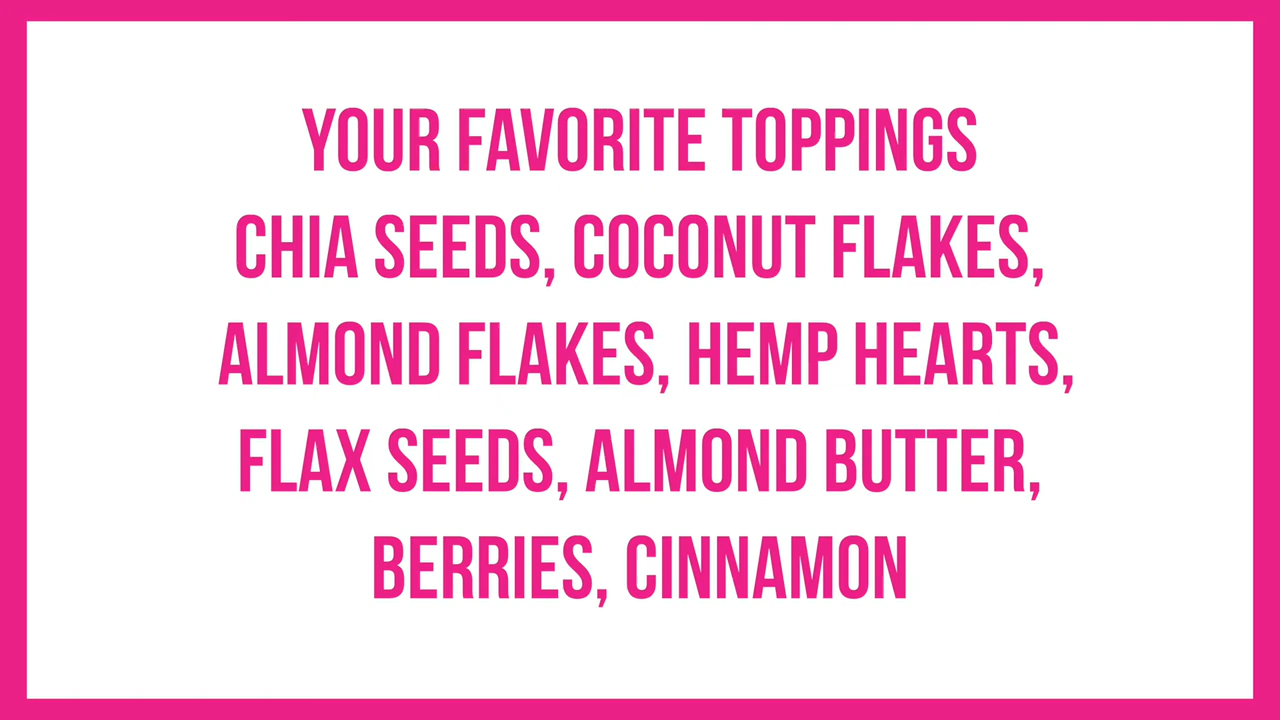 YOUR FAVORITE TOPPINGS
CHIA SEEDS, COCONUT FLAKES,
ALMOND FLAKES, HEMP HEARTS,
FLAX SEEDS, ALMOND BUTTER,
BERRIES, CINNAMON